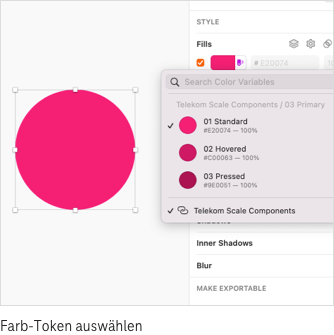 STYLE
Fills
# E20074
Search Color Variables
Telekom Scale Components / 03 Primary
01 Standard
#E20074 — 100%
02 Hovered
#C00063 — 100%
03 Pressed
#9E0051 — 100%
Telekom Scale Components
Inner Shadows
Blur
MAKE EXPORTABLE
Farb-Token auswählen